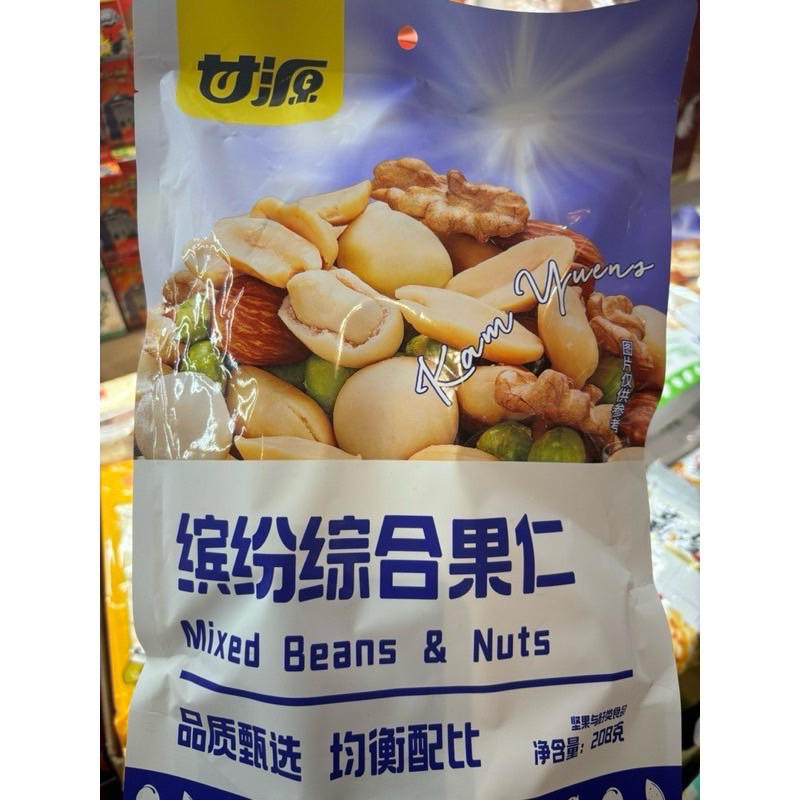 甘源
Kam Yueng
图片仅供参考
缤纷综合果仁
Mixed Beans & Nuts
品质甄选 均衡配比
坚果与籽类食品
净含量：208克